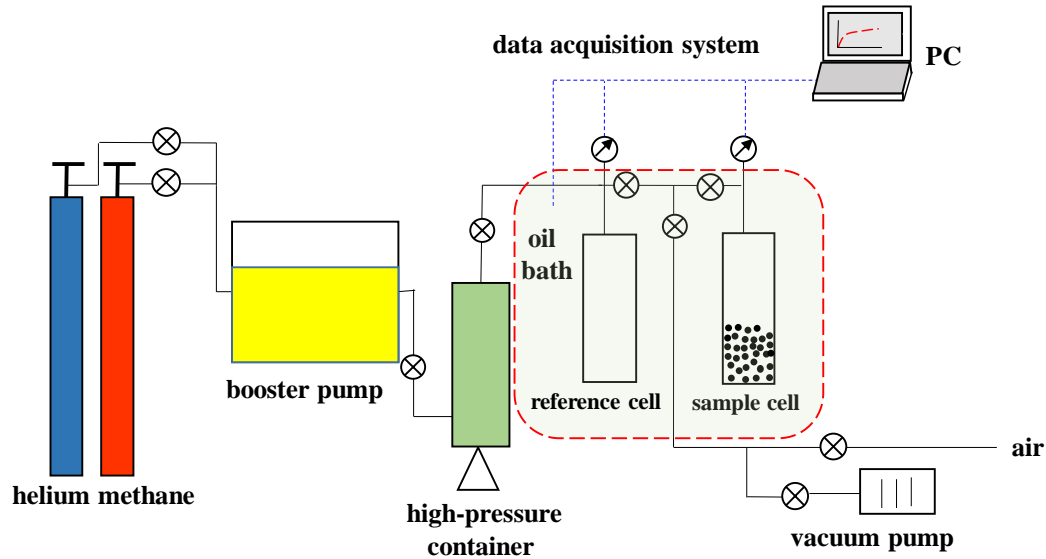 data acquisition system
PC
oil
bath
booster pump
reference cell
sample cell
air
helium methane
high-pressure
container
vacuum pump